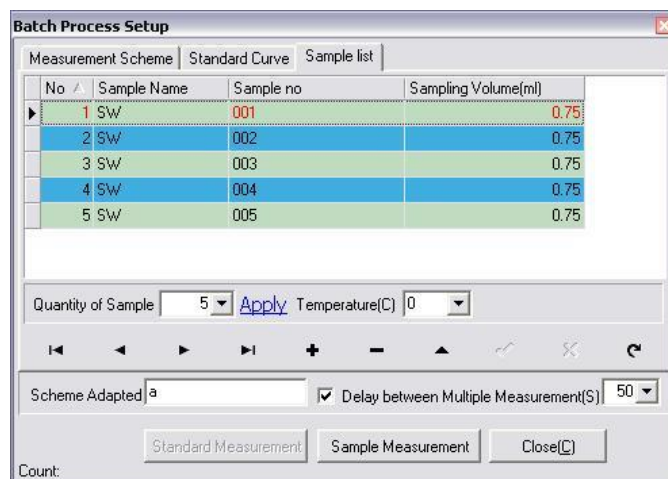 Batch Process Setup
Measurement Scheme Standard Curve Sample list
No Sample Name Sample no Sampling Volume(ml)
1 SW 001 0.75
2 SW 002 0.75
3 SW 003 0.75
4 SW 004 0.75
5 SW 005 0.75
Quantity of Sample 5 Apply Temperature(C) 0
Scheme Adapted a Delay between Multiple Measurement(S) 50
Standard Measurement Sample Measurement Close(C)
Count: